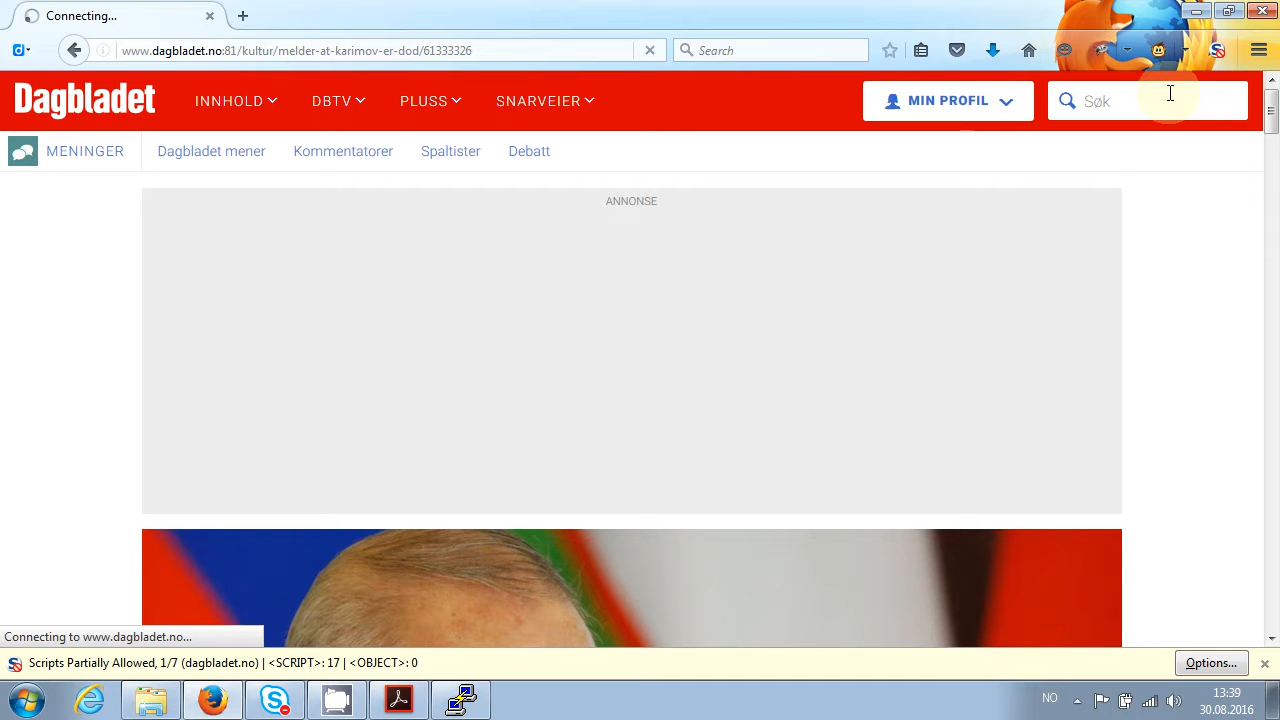 Connecting...
www.dagbladet.no:81/kultur/melder-at-karimov-er-dod/61333326
Search
Dagbladet
INNHOLD
DBTV
PLUSS
SNARVEIER
MIN PROFIL
Søk
MENINGER
Dagbladet mener
Kommentatorer
Spaltister
Debatt
ANNONSE
Connecting to www.dagbladet.no...
Scripts Partially Allowed, 1/7 (dagbladet.no) | <SCRIPT>: 17 | <OBJECT>: 0
Options...
NO
13:39
30.08.2016